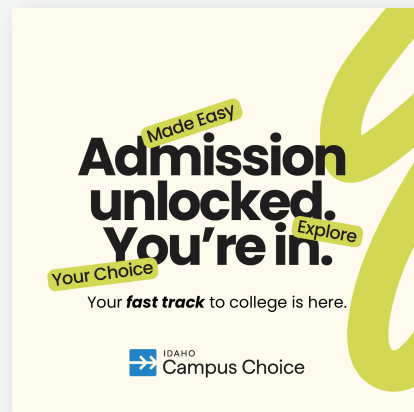 Made Easy
Admission
unlocked.
Explore
You're in.
Your Choice
Your fast track to college is here.
IDAHO
Campus Choice